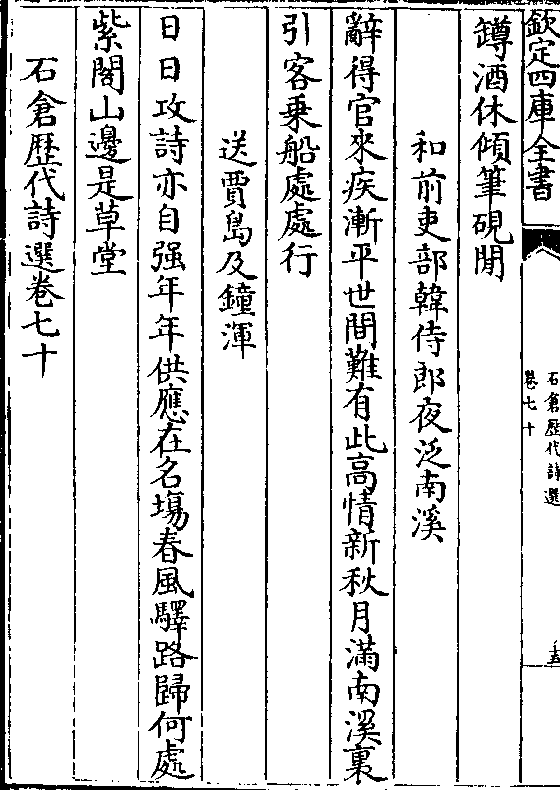 欽定四庫全書
石倉歴代詩選
卷七十
罇酒休傾筆硯閒
和前吏部韓侍郎夜泛南溪
辭得官來疾漸平世間難有此高情新秋月滿南溪裏
引客乗船處處行
送賈島及鐘渾
日日攻詩亦自强年年供應在名塲春風驛路歸何處
紫閣山邊是草堂
石倉歴代詩選卷七十